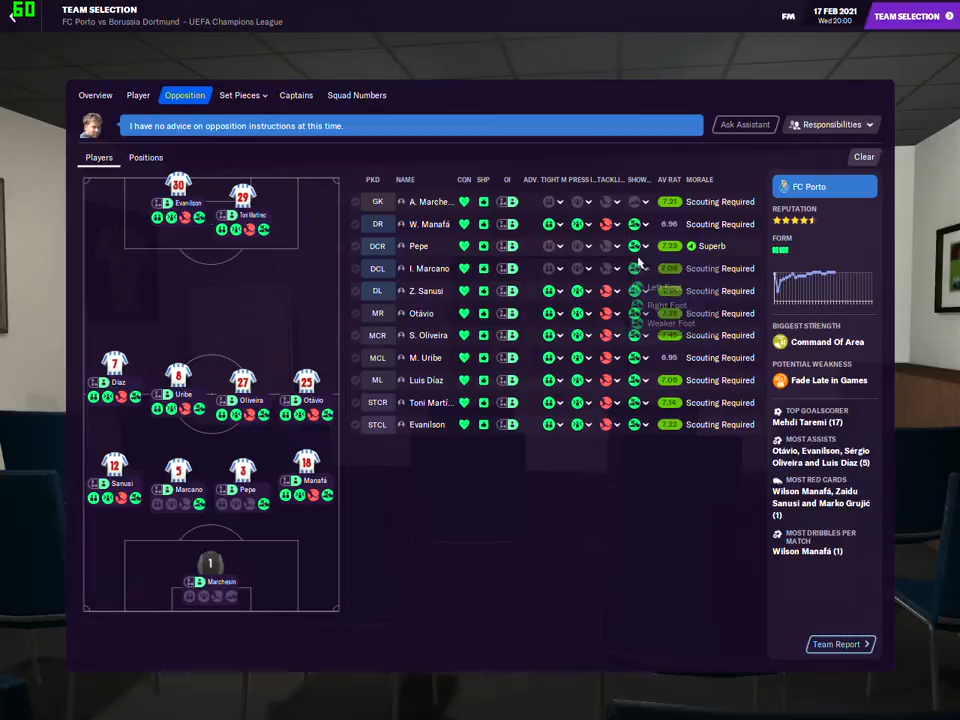 60
TEAM SELECTION
FC Porto vs Borussia Dortmund - UEFA Champions League
FM
17 FEB 2021
Wed 20:00
TEAM SELECTION
Overview
Player
Opposition
Set Pieces
Captains
Squad Numbers
I have no advice on opposition instructions at this time.
Ask Assistant
Responsibilities
Players
Positions
Clear
30
Evanilson
29
Toni Martínez
7
Díaz
8
Uribe
27
Oliveira
25
Otávio
12
Sanusi
5
Marcano
3
Pepe
18
Manafá
1
Marchesín
PKD NAME CON SHP OI ADV. TIGHT M PRESS I... TACKLI... SHOW... AV RAT MORALE
GK A. Marche... 7.21 Scouting Required
DR W. Manafá 6.96 Scouting Required
DCR Pepe 7.23 Superb
DCL I. Marcano Scouting Required
DL Z. Sanusi Scouting Required
MR Otávio Scouting Required
MCR S. Oliveira 7.45 Scouting Required
MCL M. Uribe 6.95 Scouting Required
ML Luis Díaz 7.09 Scouting Required
STCR Toni Martí... 7.14 Scouting Required
STCL Evanilson 7.22 Scouting Required
Left Foot
Right Foot
Weaker Foot
FC Porto
REPUTATION
FORM
BIGGEST STRENGTH
Command Of Area
POTENTIAL WEAKNESS
Fade Late in Games
TOP GOALSCORER
Mehdi Taremi (17)
MOST ASSISTS
Otávio, Evanilson, Sérgio
Oliveira and Luis Díaz (5)
MOST RED CARDS
Wilson Manafá, Zaidu
Sanusi and Marko Grujić
(1)
MOST DRIBBLES PER
MATCH
Wilson Manafá (1)
Team Report